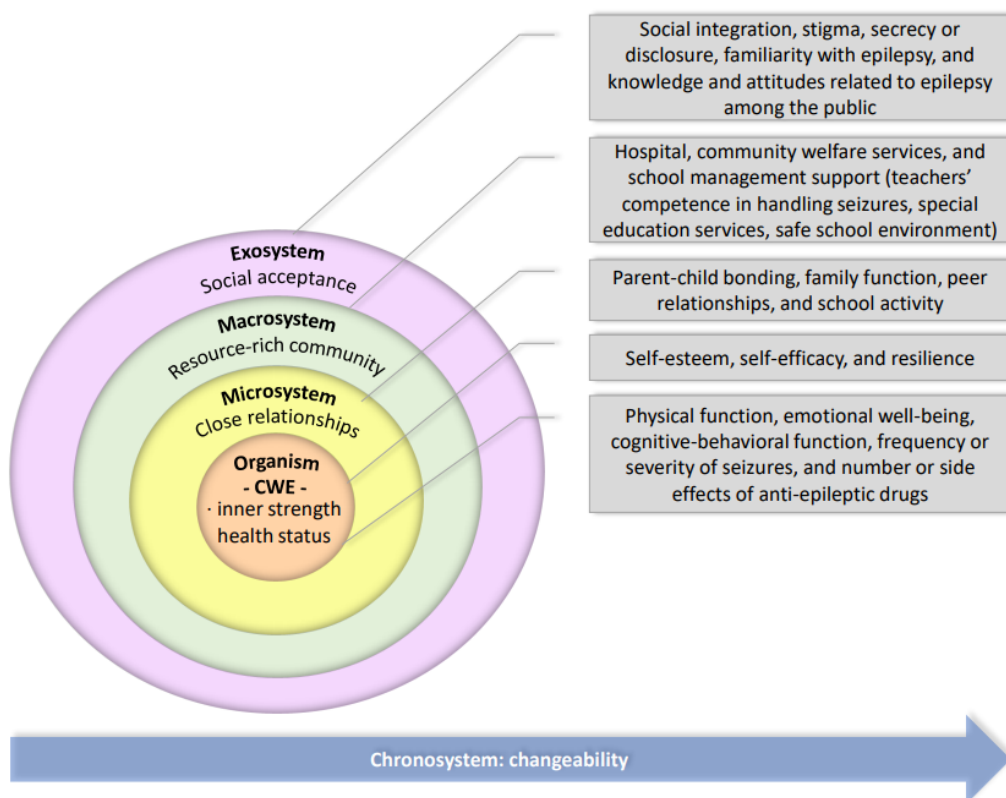 Social integration, stigma, secrecy or
disclosure, familiarity with epilepsy, and
knowledge and attitudes related to epilepsy
among the public
Hospital, community welfare services, and
school management support (teachers’
competence in handling seizures, special
education services, safe school environment)
Exosystem
Social acceptance
Parent-child bonding, family function, peer
relationships, and school activity
Macrosystem
Resource-rich community
Self-esteem, self-efficacy, and resilience
Microsystem
Close relationships
Physical function, emotional well-being,
cognitive-behavioral function, frequency or
severity of seizures, and number or side
effects of anti-epileptic drugs
Organism
- CWE -
· inner strength
health status
Chronosystem: changeability